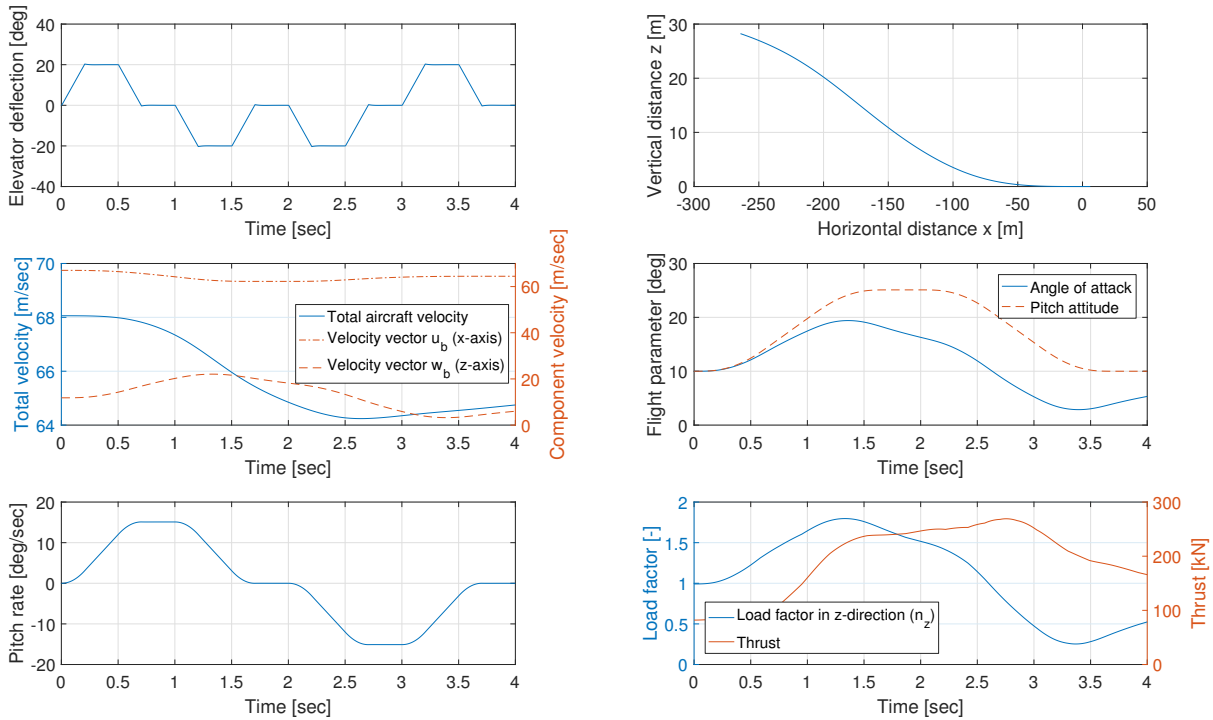 Elevator deflection [deg]
40
20
0
-20
-40
0 0.5 1 1.5 2 2.5 3 3.5 4
Time [sec]
Vertical distance z [m]
30
20
10
0
-300 -250 -200 -150 -100 -50 0 50
Horizontal distance x [m]
Total velocity [m/sec]
70
68
66
64
Component velocity [m/sec]
60
40
20
0
Total aircraft velocity
Velocity vector u_b (x-axis)
Velocity vector w_b (z-axis)
0 0.5 1 1.5 2 2.5 3 3.5 4
Time [sec]
Flight parameter [deg]
30
20
10
0
Angle of attack
Pitch attitude
0 0.5 1 1.5 2 2.5 3 3.5 4
Time [sec]
Pitch rate [deg/sec]
20
10
0
-10
-20
0 0.5 1 1.5 2 2.5 3 3.5 4
Time [sec]
Load factor [-]
2
1.5
1
0.5
0
Thrust [kN]
300
200
100
0
Load factor in z-direction (n_z)
Thrust
0 0.5 1 1.5 2 2.5 3 3.5 4
Time [sec]